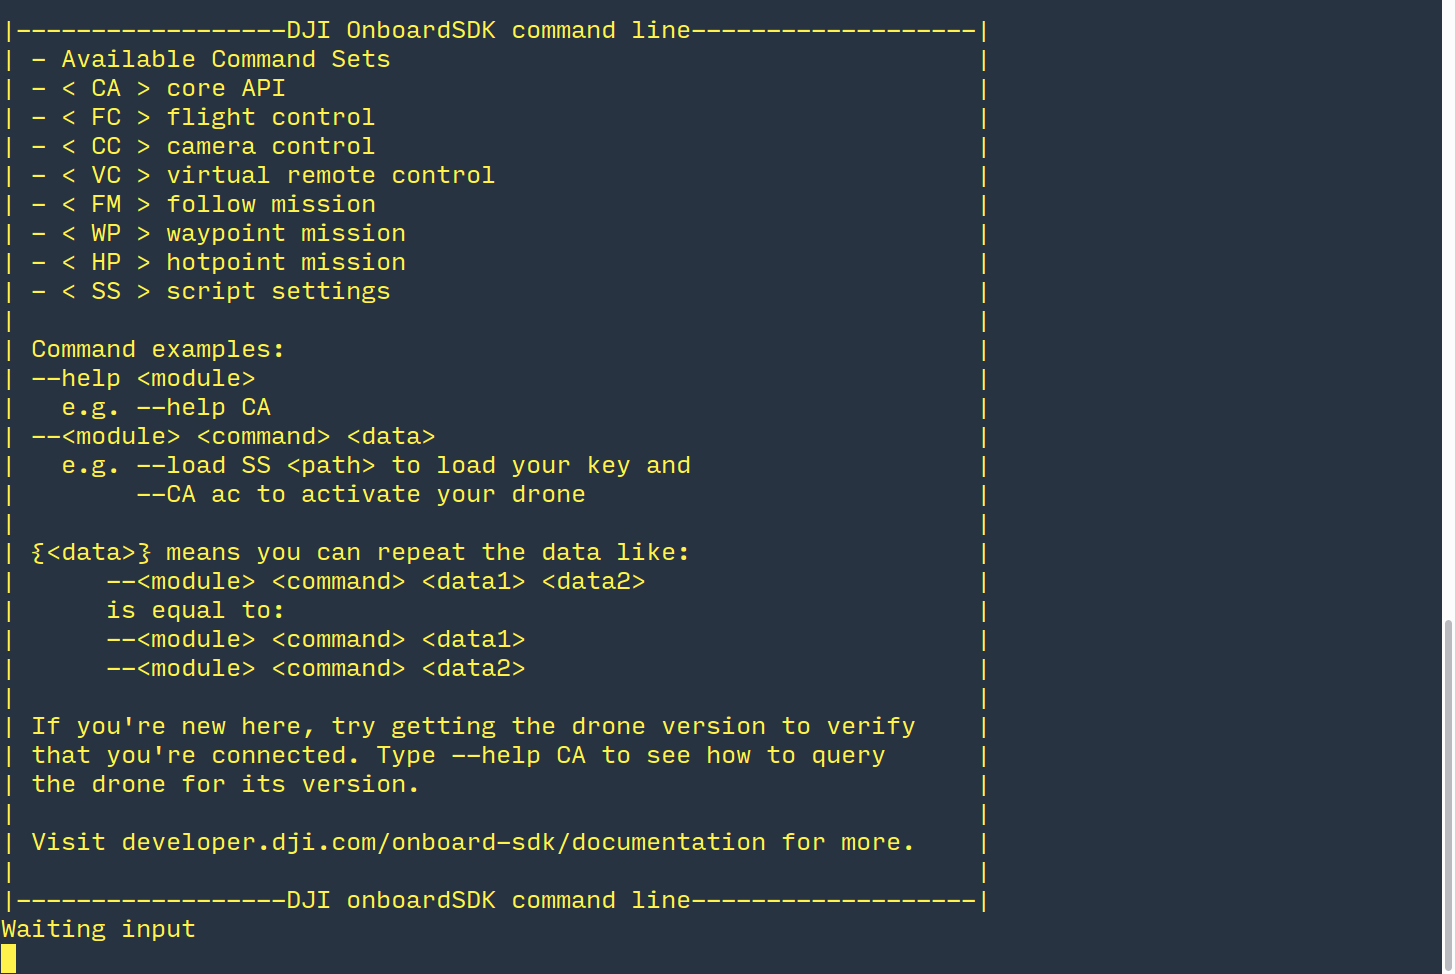 |------------------DJI OnboardSDK command line-------------------|
| - Available Command Sets                                       |
| - < CA > core API                                              |
| - < FC > flight control                                        |
| - < CC > camera control                                        |
| - < VC > virtual remote control                                |
| - < FM > follow mission                                        |
| - < WP > waypoint mission                                      |
| - < HP > hotpoint mission                                      |
| - < SS > script settings                                       |
|                                                                |
| Command examples:                                              |
| --help <module>                                                |
|   e.g. --help CA                                               |
| --<module> <command> <data>                                    |
|   e.g. --load SS <path> to load your key and                   |
|        --CA ac to activate your drone                          |
|                                                                |
| {<data>} means you can repeat the data like:                   |
|      --<module> <command> <data1> <data2>                      |
|      is equal to:                                              |
|      --<module> <command> <data1>                              |
|      --<module> <command> <data2>                              |
|                                                                |
| If you're new here, try getting the drone version to verify    |
| that you're connected. Type --help CA to see how to query      |
| the drone for its version.                                     |
|                                                                |
| Visit developer.dji.com/onboard-sdk/documentation for more.    |
|                                                                |
|------------------DJI onboardSDK command line-------------------|
Waiting input